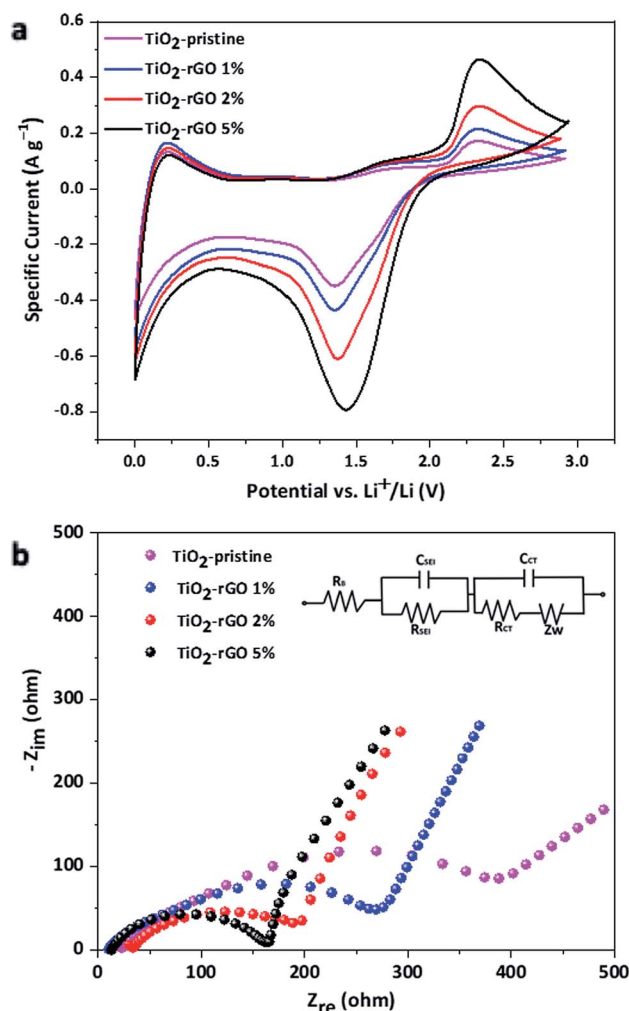 a
TiO2-pristine
TiO2-rGO 1%
TiO2-rGO 2%
TiO2-rGO 5%
0.6
0.4
0.2
0.0
-0.2
-0.4
-0.6
-0.8
Specific Current (A g⁻¹)
0.0 0.5 1.0 1.5 2.0 2.5 3.0
Potential vs. Li⁺/Li (V)
b
TiO2-pristine
TiO2-rGO 1%
TiO2-rGO 2%
TiO2-rGO 5%
RB
CSEI
RSEI
CCT
RCT
ZW
500
400
300
200
100
0
- Zim (ohm)
0 100 200 300 400 500
Zre (ohm)